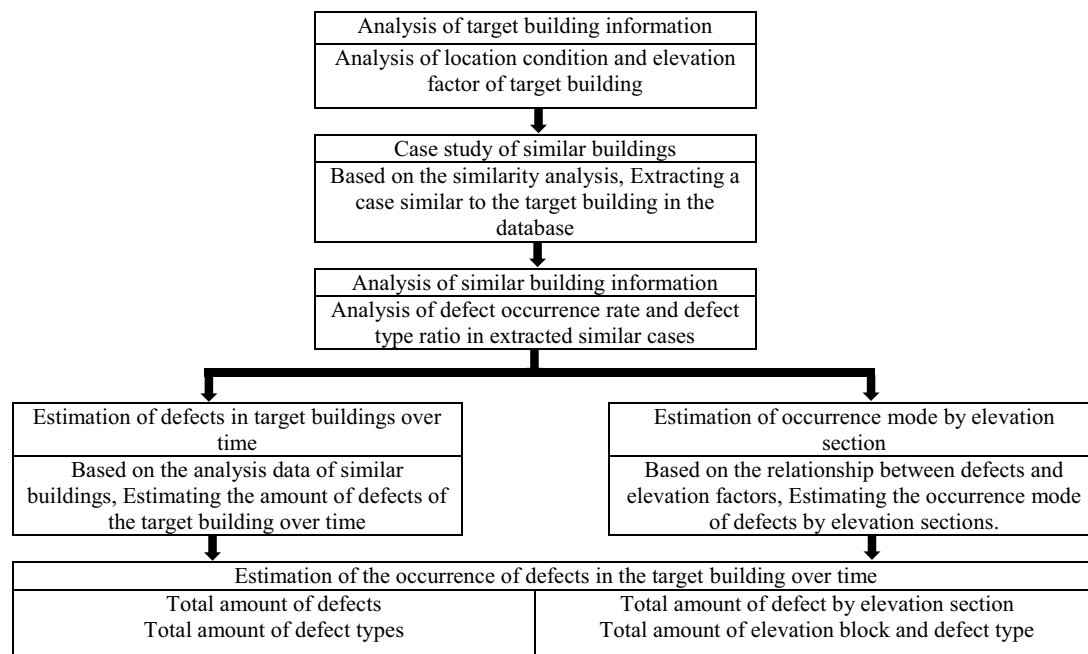 Analysis of target building information
Analysis of location condition and elevation
factor of target building
Case study of similar buildings
Based on the similarity analysis, Extracting a
case similar to the target building in the
database
Analysis of similar building information
Analysis of defect occurrence rate and defect
type ratio in extracted similar cases
Estimation of defects in target buildings over
time
Based on the analysis data of similar
buildings, Estimating the amount of defects of
the target building over time
Estimation of occurrence mode by elevation
section
Based on the relationship between defects and
elevation factors, Estimating the occurrence mode
of defects by elevation sections.
Estimation of the occurrence of defects in the target building over time
Total amount of defects
Total amount of defect types
Total amount of defect by elevation section
Total amount of elevation block and defect type